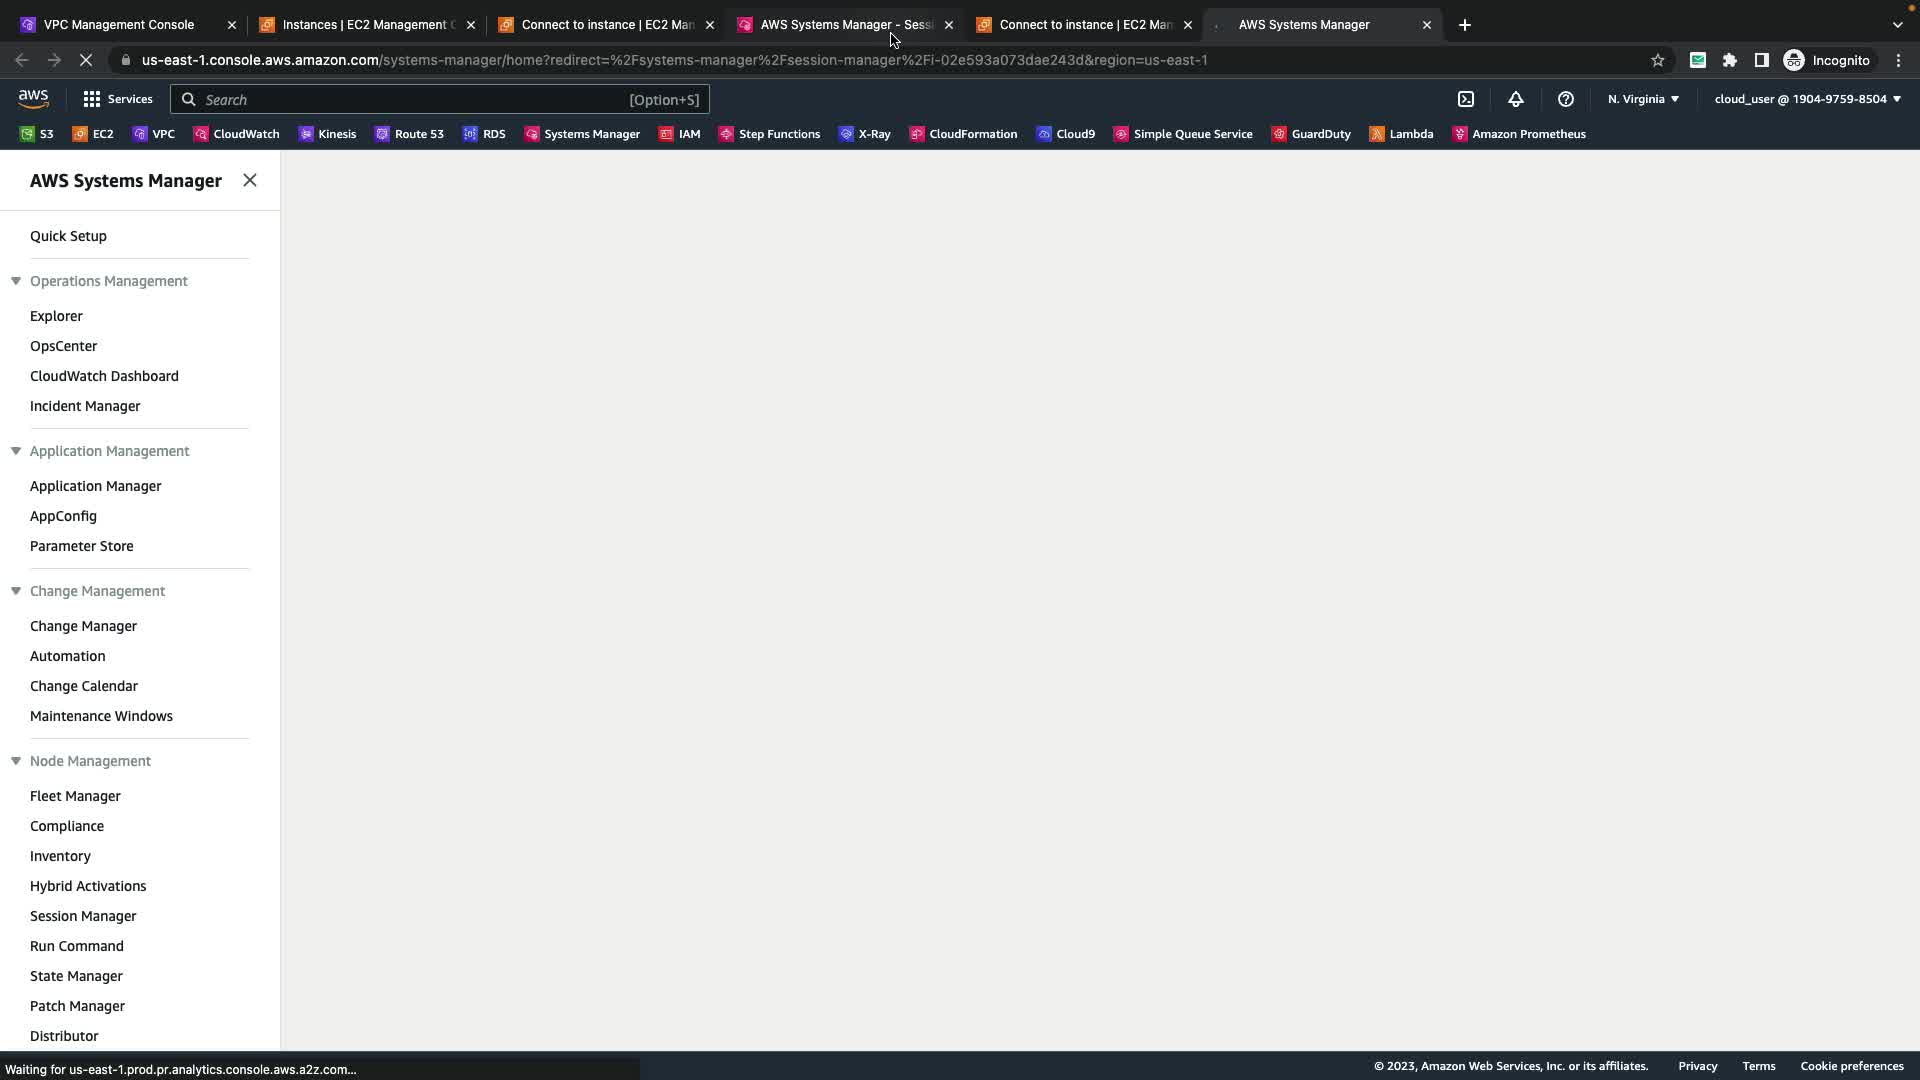 VPC Management Console
Instances | EC2 Management C
Connect to instance | EC2 Man
AWS Systems Manager - Sessi
Connect to instance | EC2 Man
AWS Systems Manager
us-east-1.console.aws.amazon.com/systems-manager/home?redirect=%2Fsystems-manager%2Fsession-manager%2Fi-02e593a073dae243d&region=us-east-1
Incognito
aws
Services
Search
[Option+S]
N. Virginia
cloud_user @ 1904-9759-8504
S3
EC2
VPC
CloudWatch
Kinesis
Route 53
RDS
Systems Manager
IAM
Step Functions
X-Ray
CloudFormation
Cloud9
Simple Queue Service
GuardDuty
Lambda
Amazon Prometheus
AWS Systems Manager
Quick Setup
Operations Management
Explorer
OpsCenter
CloudWatch Dashboard
Incident Manager
Application Management
Application Manager
AppConfig
Parameter Store
Change Management
Change Manager
Automation
Change Calendar
Maintenance Windows
Node Management
Fleet Manager
Compliance
Inventory
Hybrid Activations
Session Manager
Run Command
State Manager
Patch Manager
Distributor
Waiting for us-east-1.prod.pr.analytics.console.aws.a2z.com...
© 2023, Amazon Web Services, Inc. or its affiliates.
Privacy
Terms
Cookie preferences